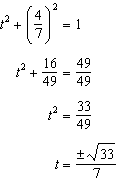 t² + (4/7)² = 1
t² + 16/49 = 49/49
t² = 33/49
t = ±√33/7